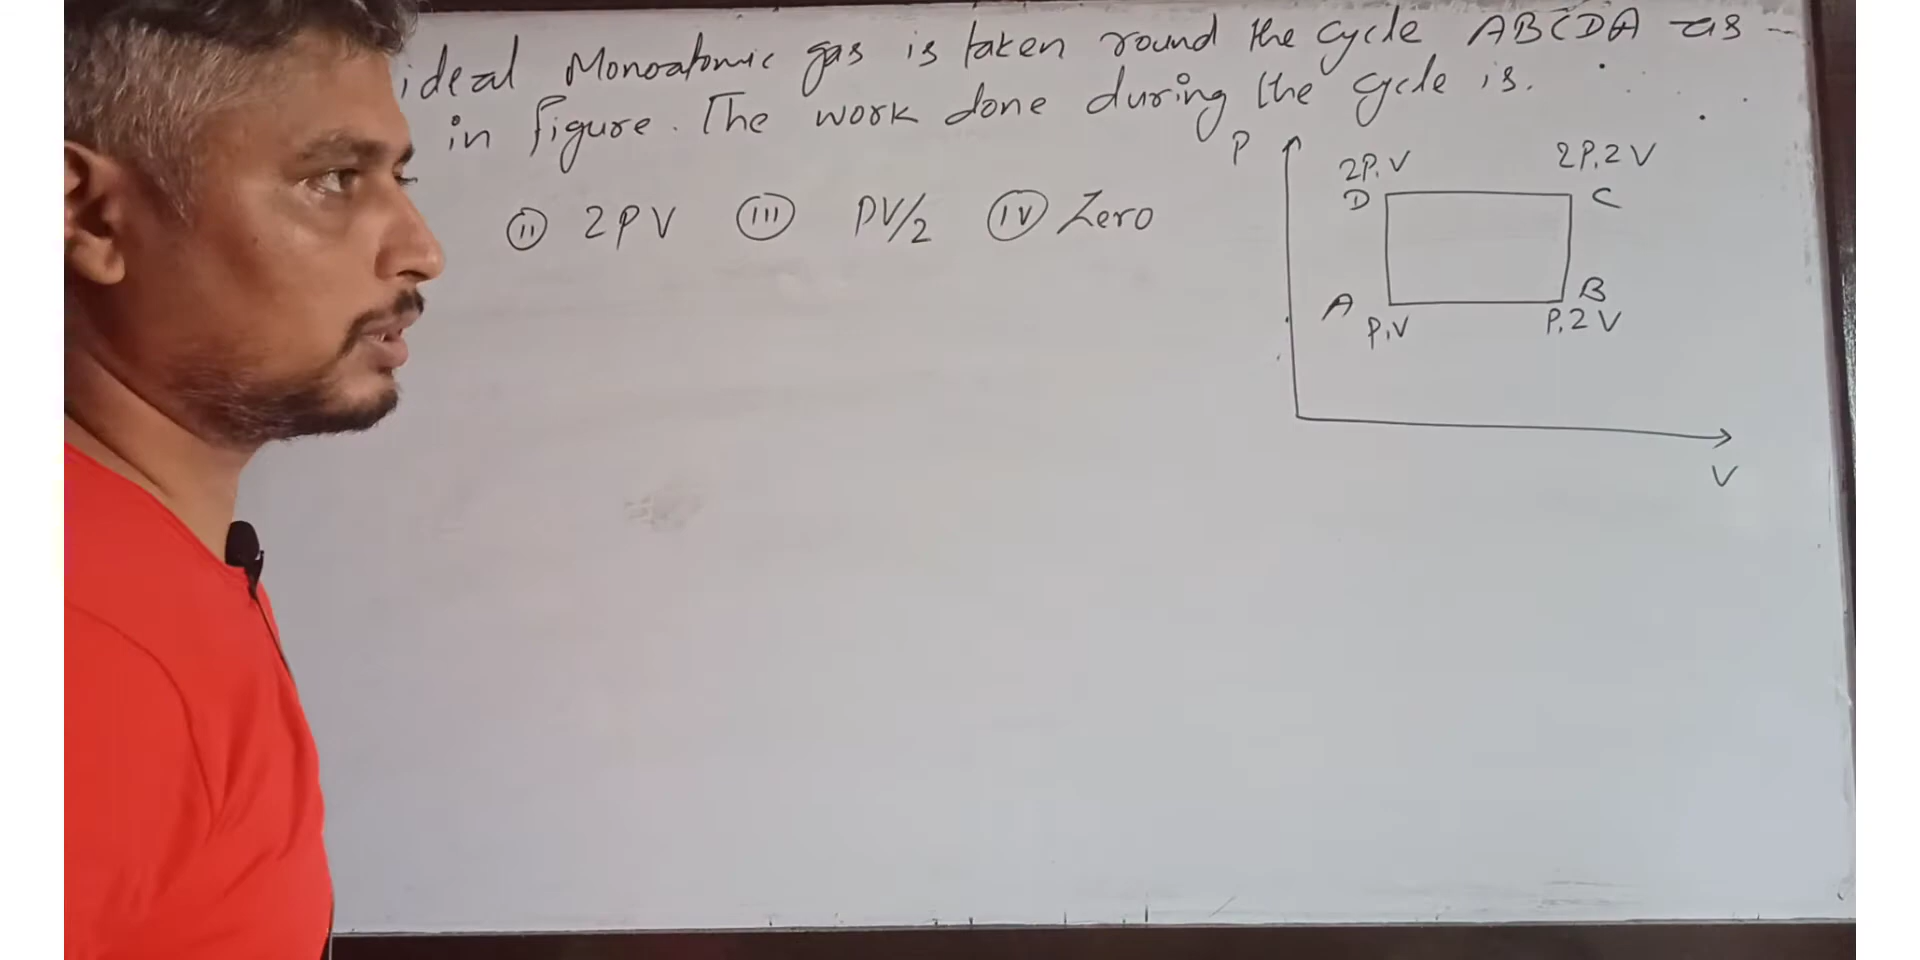 ideal Monoatomic gas is taken round the cycle ABCDA as
in figure. The work done during the cycle is.
(ii) 2PV (iii) PV/2 (iv) Zero
P
2P,V 2P,2V
D C
A B
P,V P,2V
V